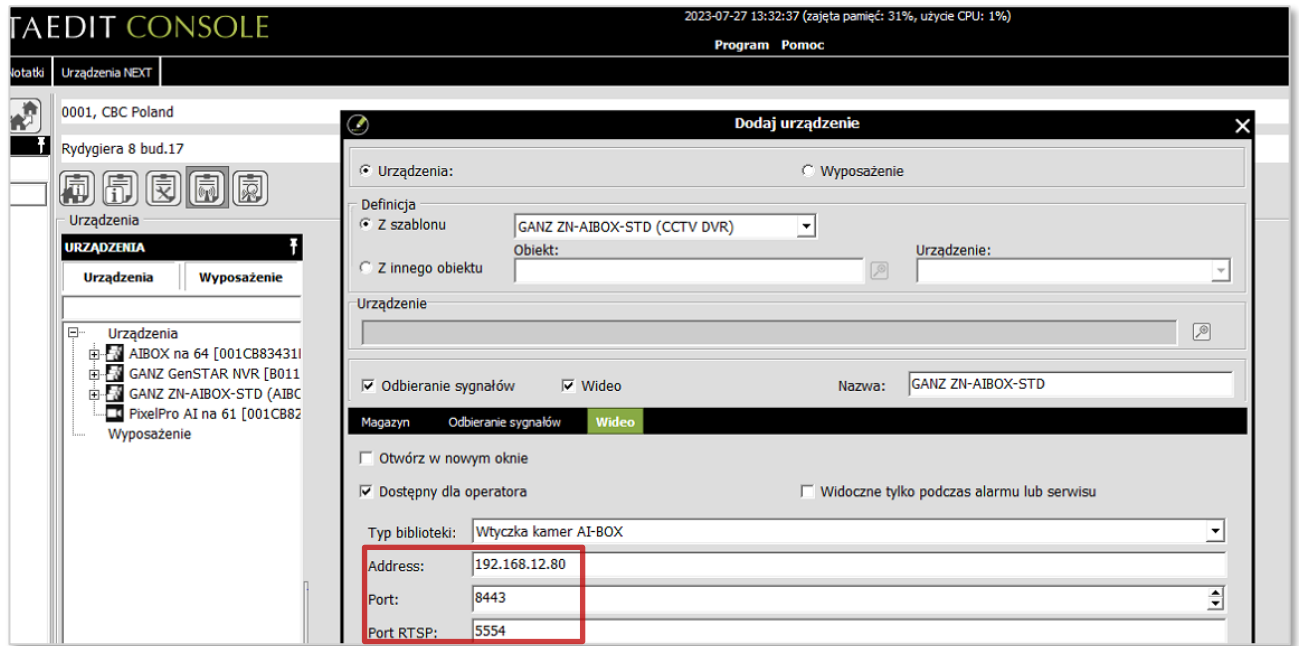 TAEDIT CONSOLE
2023-07-27 13:32:37 (zajęta pamięć: 31%, użycie CPU: 1%)
Program Pomoc
Notatki Urządzenia NEXT
0001, CBC Poland
Rydygiera 8 bud.17
Urządzenia
URZĄDZENIA
Urządzenia Wyposażenie
Urządzenia
AIBOX na 64 [001CB83431
GANZ GenSTAR NVR [B011
GANZ ZN-AIBOX-STD (AIBC
PixelPro AI na 61 [001CB82
Wyposażenie
Dodaj urządzenie
Urządzenia: Wyposażenie
Definicja
Z szablonu GANZ ZN-AIBOX-STD (CCTV DVR)
Obiekt: Urządzenie:
Z innego obiektu
Urządzenie
Odbieranie sygnałów Wideo Nazwa: GANZ ZN-AIBOX-STD
Magazyn Odbieranie sygnałów Wideo
Otwórz w nowym oknie
Dostępny dla operatora Widoczne tylko podczas alarmu lub serwisu
Typ biblioteki: Wtyczka kamer AI-BOX
Address: 192.168.12.80
Port: 8443
Port RTSP: 5554